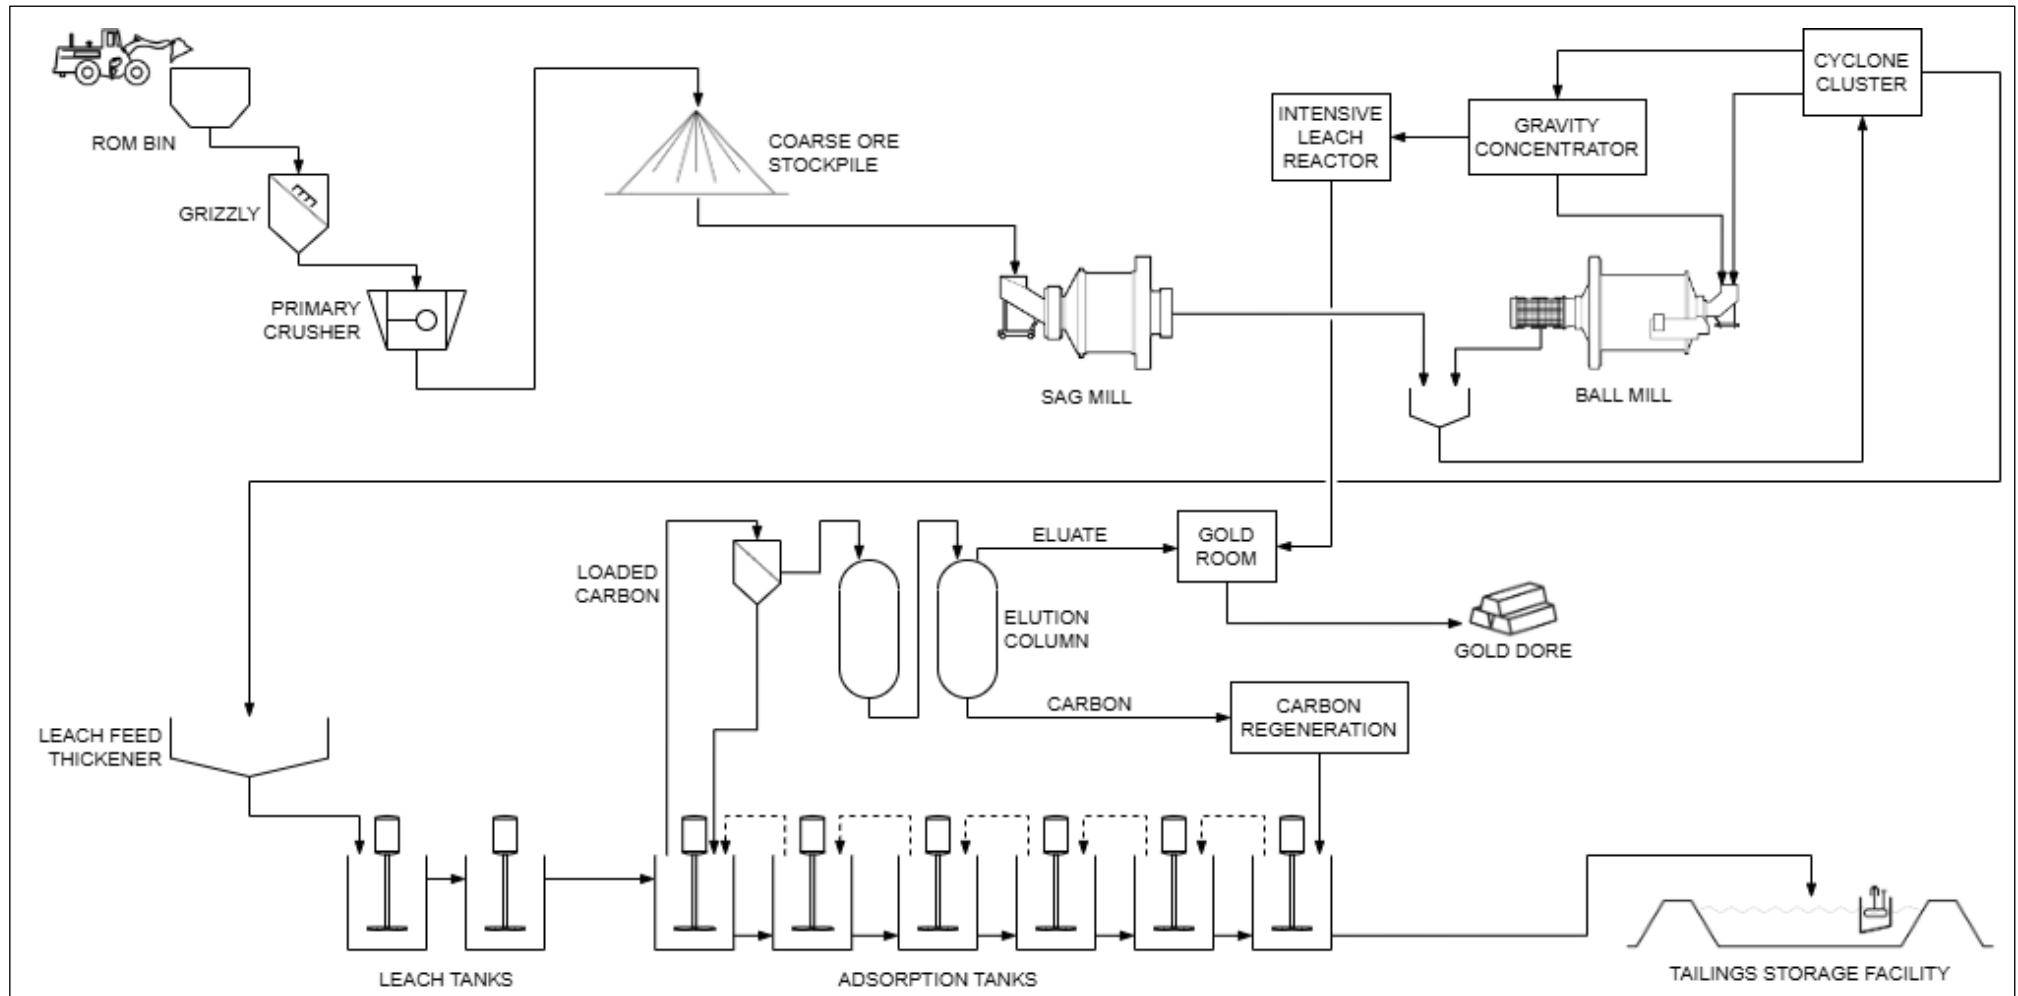 CYCLONE
CLUSTER
INTENSIVE
LEACH
REACTOR
GRAVITY
CONCENTRATOR
ROM BIN
COARSE ORE
STOCKPILE
GRIZZLY
PRIMARY
CRUSHER
SAG MILL
BALL MILL
ELUATE
GOLD
ROOM
LOADED
CARBON
ELUTION
COLUMN
GOLD DORE
CARBON
CARBON
REGENERATION
LEACH FEED
THICKENER
LEACH TANKS
ADSORPTION TANKS
TAILINGS STORAGE FACILITY